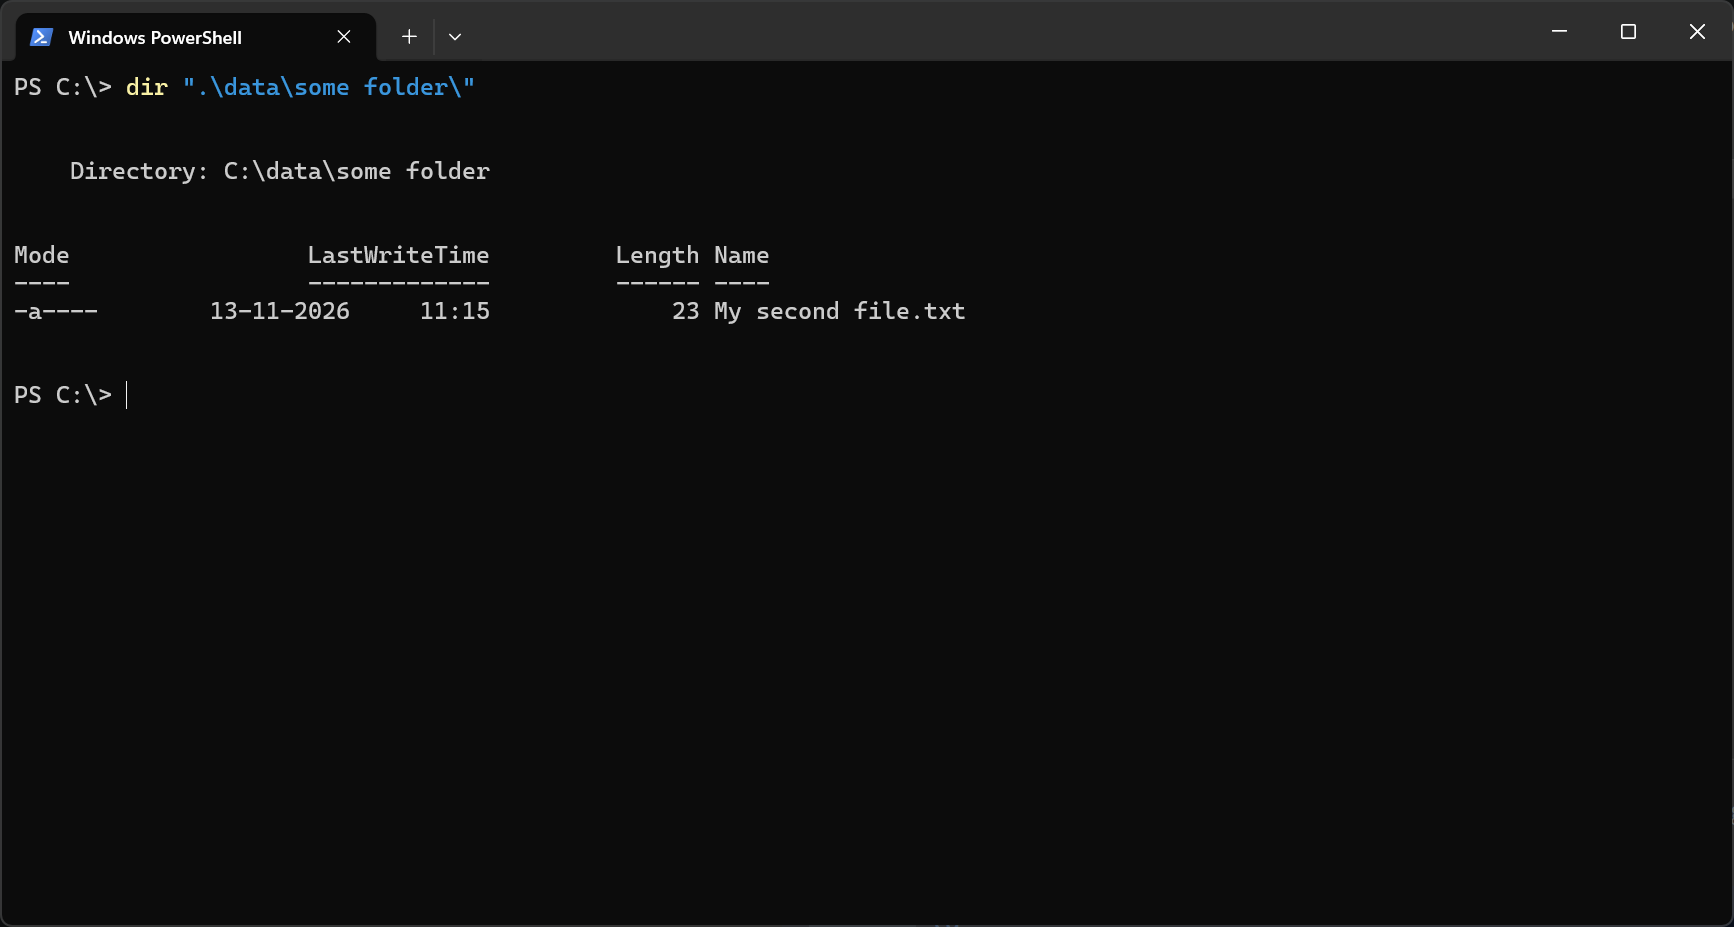 Windows PowerShell
PS C:\> dir ".\data\some folder\"
Directory: C:\data\some folder
Mode                 LastWriteTime         Length Name
----                 -------------         ------ ----
-a----        13-11-2026     11:15             23 My second file.txt
PS C:\>